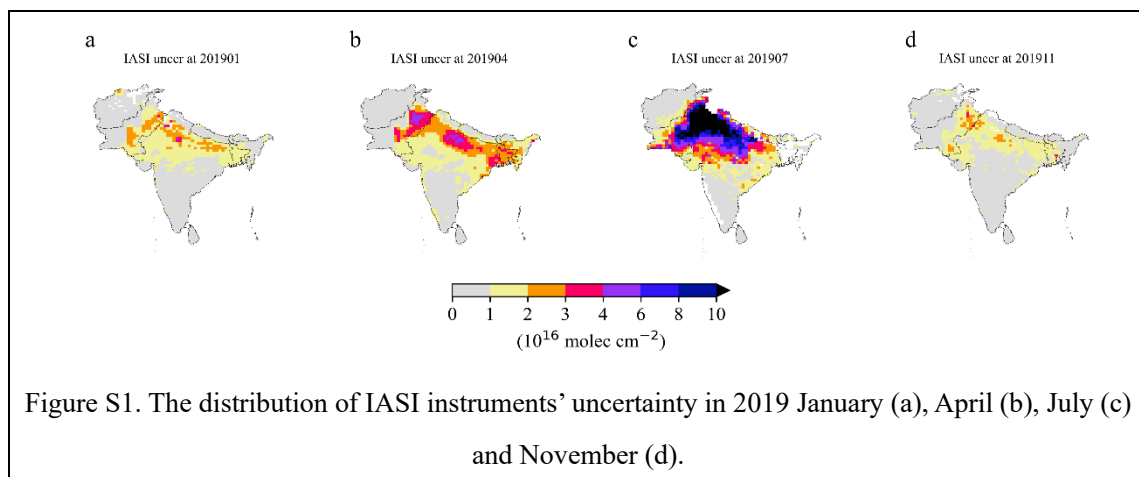 a
b
c
d
IASI uncer at 201901
IASI uncer at 201904
IASI uncer at 201907
IASI uncer at 201911
0 1 2 3 4 6 8 10
(10¹⁶ molec cm⁻²)
Figure S1. The distribution of IASI instruments’ uncertainty in 2019 January (a), April (b), July (c)
and November (d).